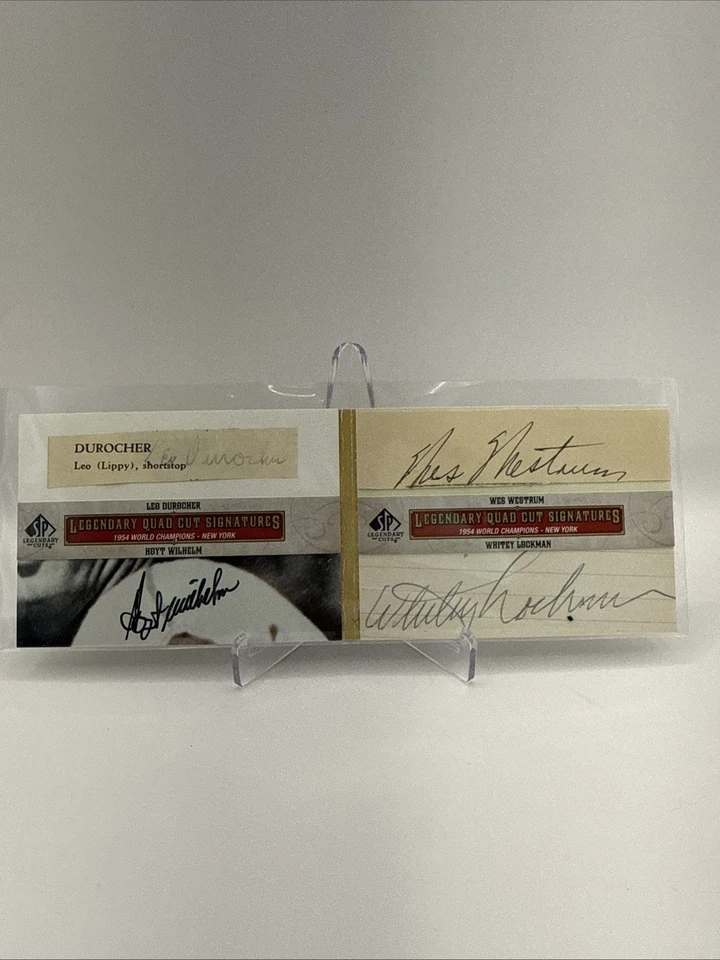 DUROCHER
Leo (Lippy), shortstop
Leo Durocher
LEO DUROCHER
SP
LEGENDARY
CUTS
LEGENDARY QUAD CUT SIGNATURES
1954 WORLD CHAMPIONS - NEW YORK
HOYT WILHELM
Hoyt Wilhelm
Wes Westrum
WES WESTRUM
SP
LEGENDARY
CUTS
LEGENDARY QUAD CUT SIGNATURES
1954 WORLD CHAMPIONS - NEW YORK
WHITEY LOCKMAN
Whitey Lockman